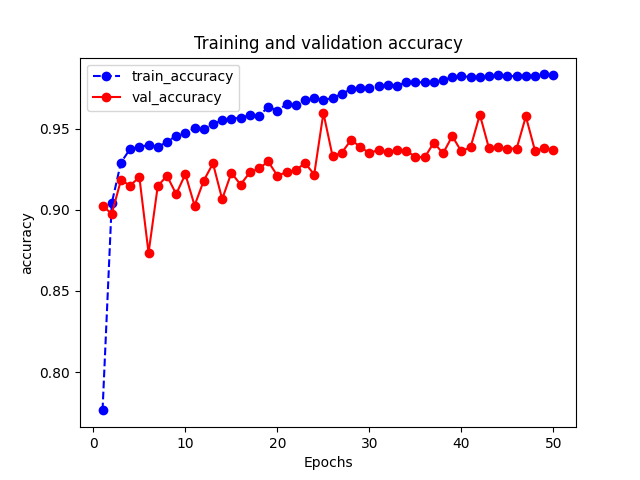 Training and validation accuracy
train_accuracy
val_accuracy
accuracy
0.95
0.90
0.85
0.80
0 10 20 30 40 50
Epochs